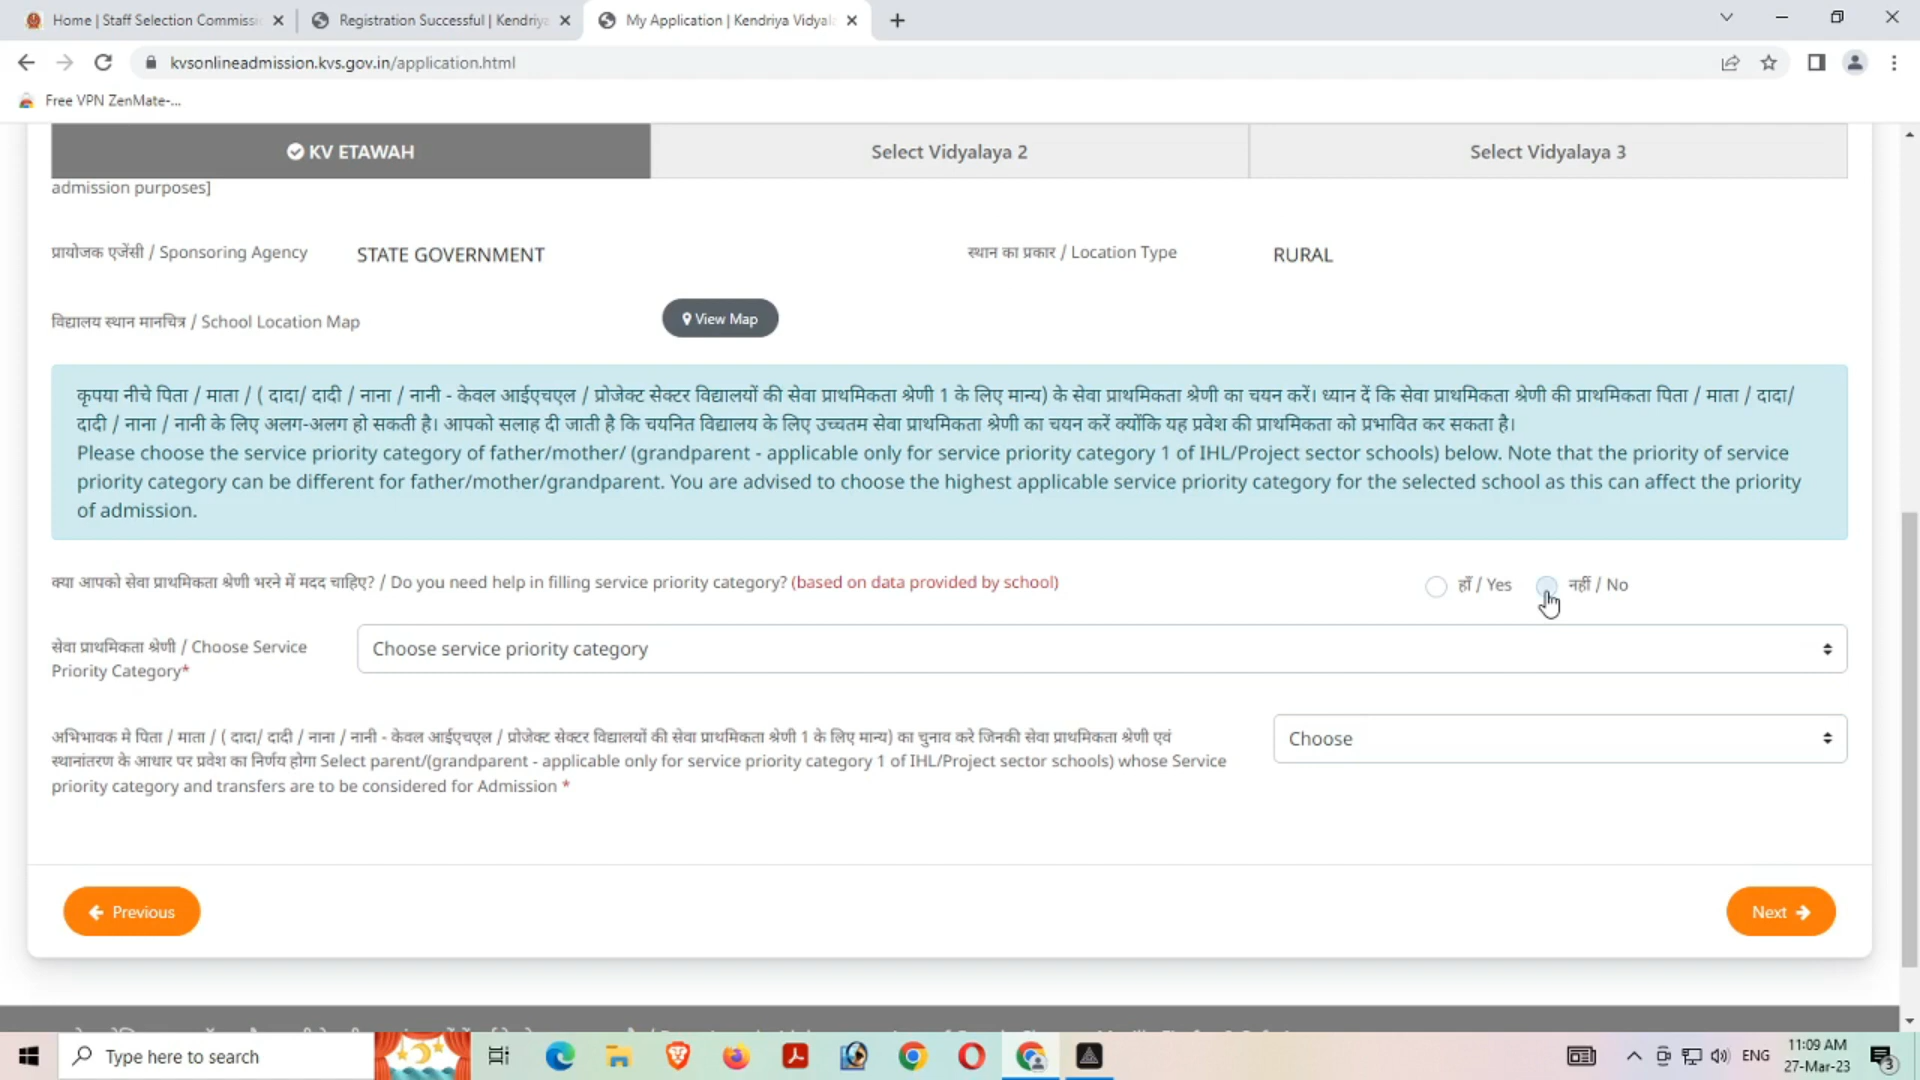 Home | Staff Selection Commiss
Registration Successful | Kendriya
My Application | Kendriya Vidyal
kvsonlineadmission.kvs.gov.in/application.html
Free VPN ZenMate-...
KV ETAWAH
Select Vidyalaya 2
Select Vidyalaya 3
admission purposes]
प्रायोजक एजेंसी / Sponsoring Agency
STATE GOVERNMENT
स्थान का प्रकार / Location Type
RURAL
विद्यालय स्थान मानचित्र / School Location Map
View Map
कृपया नीचे पिता / माता / ( दादा/ दादी / नाना / नानी - केवल आईएचएल / प्रोजेक्ट सेक्टर विद्यालयों की सेवा प्राथमिकता श्रेणी 1 के लिए मान्य) के सेवा प्राथमिकता श्रेणी का चयन करें। ध्यान दें कि सेवा प्राथमिकता श्रेणी की प्राथमिकता पिता / माता / दादा/
दादी / नाना / नानी के लिए अलग-अलग हो सकती है। आपको सलाह दी जाती है कि चयनित विद्यालय के लिए उच्चतम सेवा प्राथमिकता श्रेणी का चयन करें क्योंकि यह प्रवेश की प्राथमिकता को प्रभावित कर सकता है।
Please choose the service priority category of father/mother/ (grandparent - applicable only for service priority category 1 of IHL/Project sector schools) below. Note that the priority of service
priority category can be different for father/mother/grandparent. You are advised to choose the highest applicable service priority category for the selected school as this can affect the priority
of admission.
क्या आपको सेवा प्राथमिकता श्रेणी भरने में मदद चाहिए? / Do you need help in filling service priority category? (based on data provided by school)
हाँ / Yes
नहीं / No
सेवा प्राथमिकता श्रेणी / Choose Service
Priority Category*
Choose service priority category
अभिभावक मे पिता / माता / ( दादा/ दादी / नाना / नानी - केवल आईएचएल / प्रोजेक्ट सेक्टर विद्यालयों की सेवा प्राथमिकता श्रेणी 1 के लिए मान्य) का चुनाव करे जिनकी सेवा प्राथमिकता श्रेणी एवं
स्थानांतरण के आधार पर प्रवेश का निर्णय होगा Select parent/(grandparent - applicable only for service priority category 1 of IHL/Project sector schools) whose Service
priority category and transfers are to be considered for Admission *
Choose
Previous
Next
Type here to search
ENG
11:09 AM
27-Mar-23
3